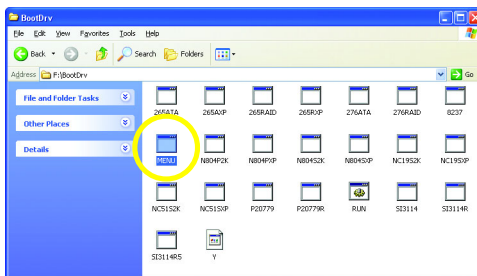 BootDrv
File Edit View Favorites Tools Help
Back Search Folders
Address F:\BootDrv Go
File and Folder Tasks
Other Places
Details
265ATA 265AXP 265RAID 265RXP 276ATA 276RAID 8237
MENU N804P2K N804PXP N804S2K N804SXP NC19S2K NC19SXP
NC51S2K NC51SXP P20779 P20779R RUN SI3114 SI3114R
SI3114R5 Y